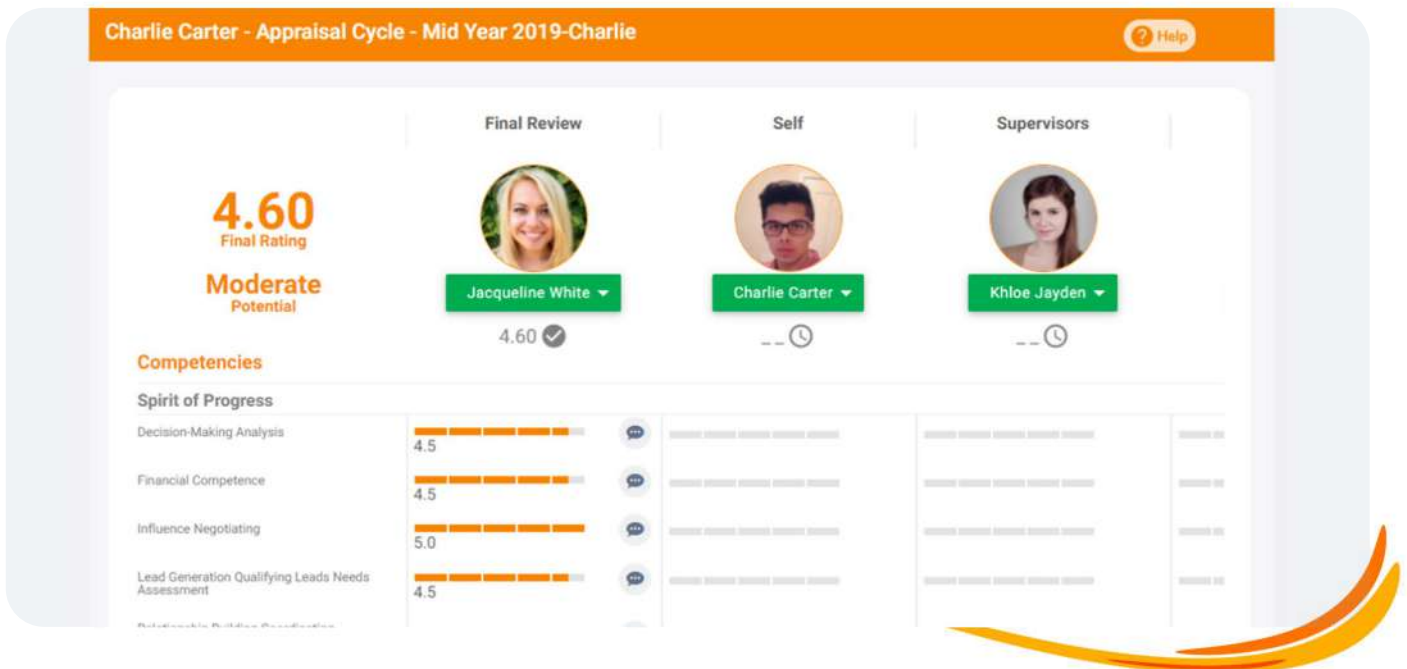 Charlie Carter - Appraisal Cycle - Mid Year 2019-Charlie
? Help
Final Review
Self
Supervisors
4.60
Final Rating
Moderate
Potential
Jacqueline White
Charlie Carter
Khloe Jayden
4.60
_ _
_ _
Competencies
Spirit of Progress
Decision-Making Analysis
4.5
Financial Competence
4.5
Influence Negotiating
5.0
Lead Generation Qualifying Leads Needs
Assessment
4.5